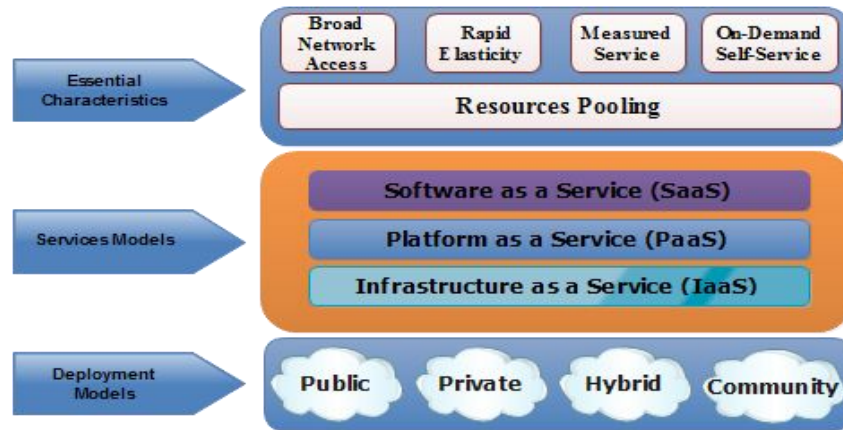 Essential
Characteristics
Broad
Network
Access
Rapid
Elasticity
Measured
Service
On-Demand
Self-Service
Resources Pooling
Services Models
Software as a Service (SaaS)
Platform as a Service (PaaS)
Infrastructure as a Service (IaaS)
Deployment
Models
Public
Private
Hybrid
Community